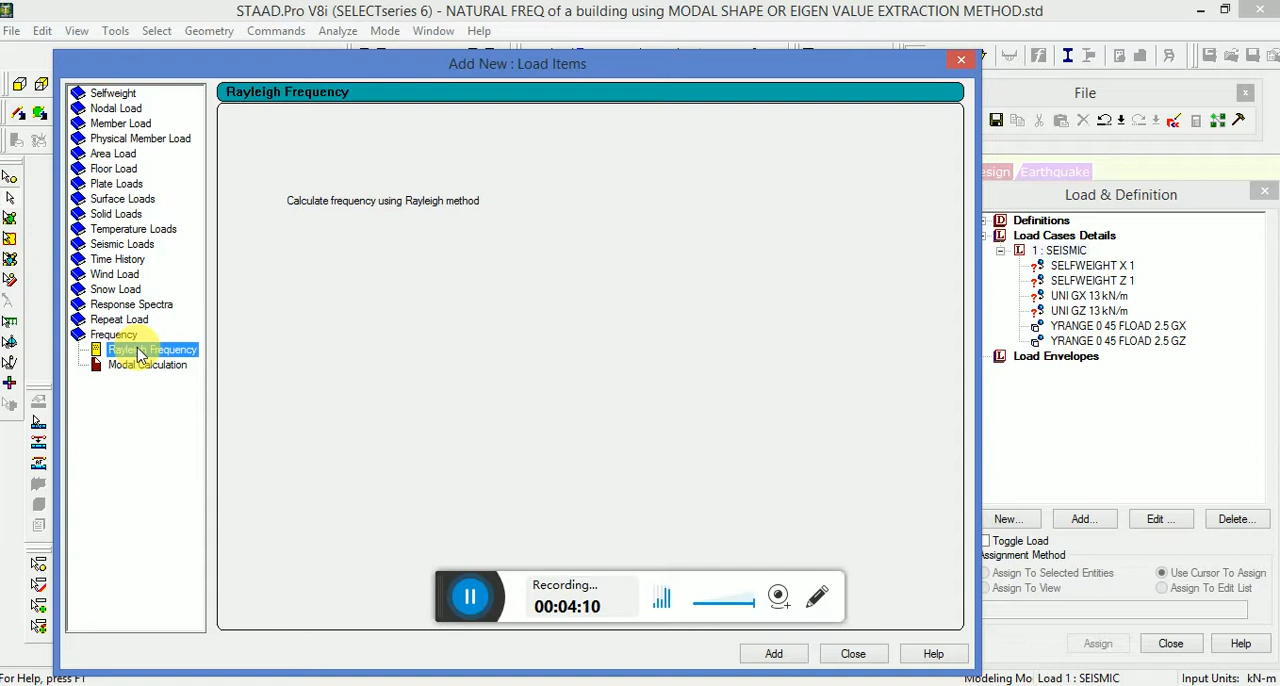 STAAD.Pro V8i (SELECTseries 6) - NATURAL FREQ of a building using MODAL SHAPE OR EIGEN VALUE EXTRACTION METHOD.std
File Edit View Tools Select Geometry Commands Analyze Mode Window Help
Add New : Load Items
Selfweight
Nodal Load
Member Load
Physical Member Load
Area Load
Floor Load
Plate Loads
Surface Loads
Solid Loads
Temperature Loads
Seismic Loads
Time History
Wind Load
Snow Load
Response Spectra
Repeat Load
Frequency
Rayleigh Frequency
Modal Calculation
Rayleigh Frequency
Calculate frequency using Rayleigh method
Recording...
00:04:10
Add Close Help
File
esign Earthquake
Load & Definition
Definitions
Load Cases Details
1 : SEISMIC
SELFWEIGHT X 1
SELFWEIGHT Z 1
UNI GX 13 kN/m
UNI GZ 13 kN/m
YRANGE 0 45 FLOAD 2.5 GX
YRANGE 0 45 FLOAD 2.5 GZ
Load Envelopes
New... Add... Edit ... Delete...
Toggle Load
Assignment Method
Assign To Selected Entities Use Cursor To Assign
Assign To View Assign To Edit List
Assign Close Help
For Help, press F1 Modeling Mo Load 1 : SEISMIC Input Units: kN-m